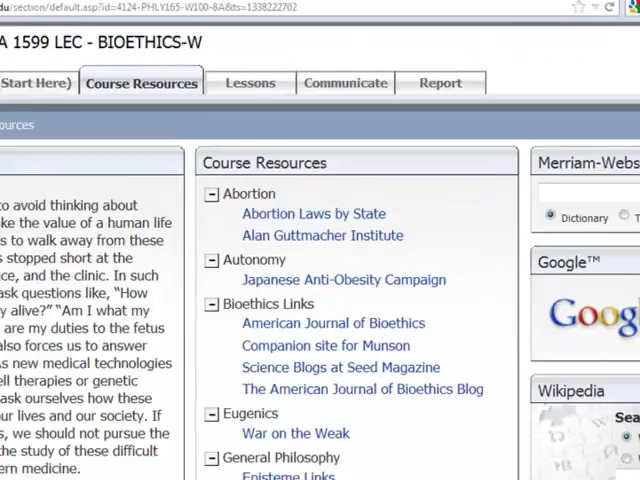 du/section/default.asp?id=4124-PHLY165-W100-8A&ts=1338222702
A 1599 LEC - BIOETHICS-W
Start Here)
Course Resources
Lessons
Communicate
Report
ources
to avoid thinking about
ke the value of a human life
s to walk away from these
s stopped short at the
ce, and the clinic. In such
ask questions like, "How
y alive?" "Am I what my
are my duties to the fetus
also forces us to answer
As new medical technologies
ell therapies or genetic
ask ourselves how these
our lives and our society. If
s, we should not pursue the
the study of these difficult
ern medicine.
Course Resources
Abortion
Abortion Laws by State
Alan Guttmacher Institute
Autonomy
Japanese Anti-Obesity Campaign
Bioethics Links
American Journal of Bioethics
Companion site for Munson
Science Blogs at Seed Magazine
The American Journal of Bioethics Blog
Eugenics
War on the Weak
General Philosophy
Episteme Links
Merriam-Webs
Dictionary
T
Google™
Goog
Wikipedia
Sea